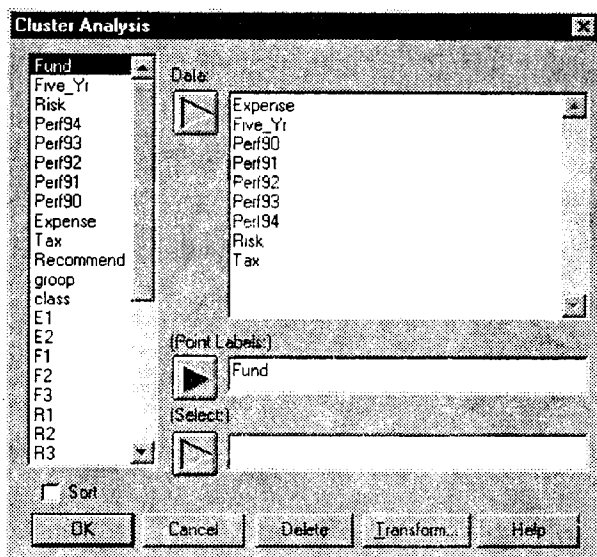 Cluster Analysis
Fund
Five_Yr
Risk
Perf94
Perf93
Perf92
Perf91
Perf90
Expense
Tax
Recommend
groop
class
E1
E2
F1
F2
F3
R1
R2
R3
Sort
Data:
Expense
Five_Yr
Perf90
Perf91
Perf92
Perf93
Perf94
Risk
Tax
(Point Labels:)
Fund
(Select:)
OK Cancel Delete Transform... Help